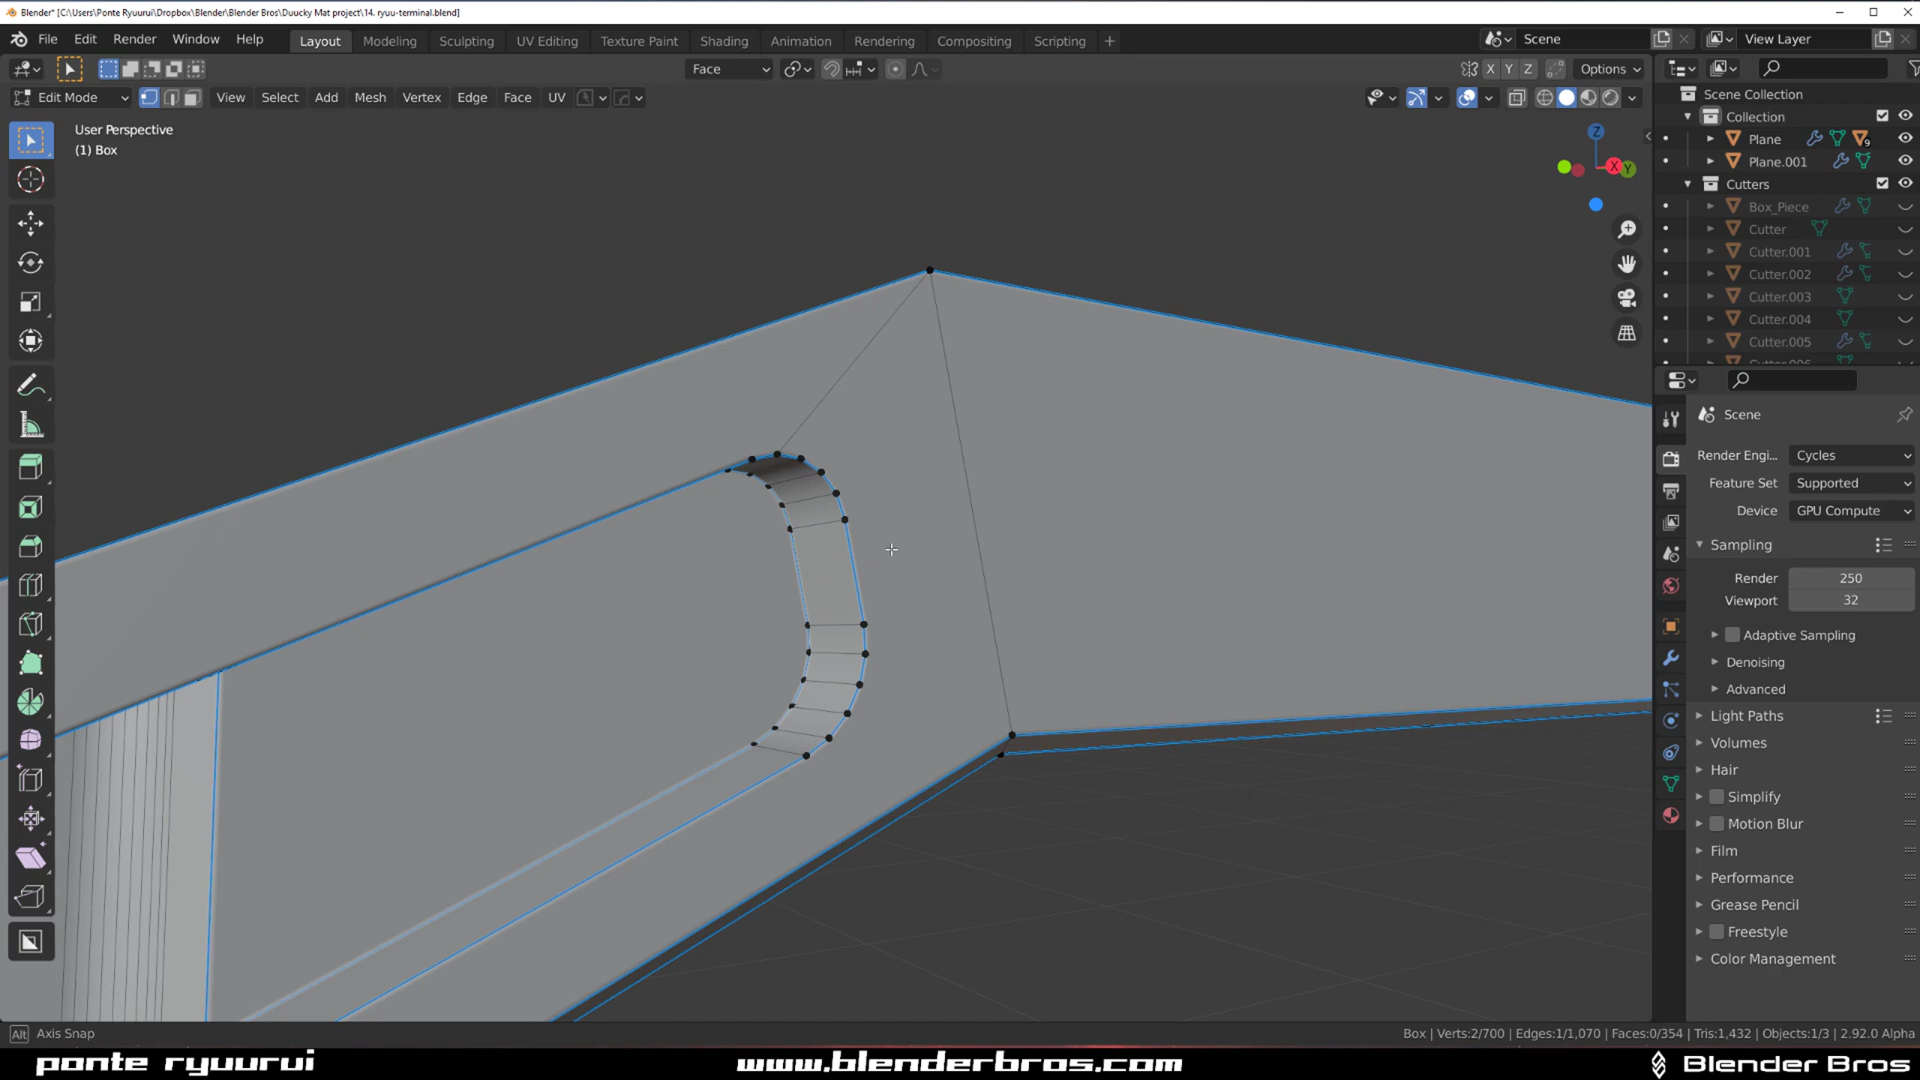 Blender* [C:\Users\Ponte Ryuurui\Dropbox\Blender\Blender Bros\Duucky Mat project\14. ryuu-terminal.blend]
File Edit Render Window Help Layout Modeling Sculpting UV Editing Texture Paint Shading Animation Rendering Compositing Scripting + Scene View Layer
Face X Y Z Options
Edit Mode View Select Add Mesh Vertex Edge Face UV
User Perspective
(1) Box
Z
X
Y
Scene Collection
Collection
Plane 9
Plane.001
Cutters
Box_Piece
Cutter
Cutter.001
Cutter.002
Cutter.003
Cutter.004
Cutter.005
Cutter.006
Scene
Render Engi... Cycles
Feature Set Supported
Device GPU Compute
Sampling
Render 250
Viewport 32
Adaptive Sampling
Denoising
Advanced
Light Paths
Volumes
Hair
Simplify
Motion Blur
Film
Performance
Grease Pencil
Freestyle
Color Management
Alt Axis Snap
Box | Verts:2/700 | Edges:1/1,070 | Faces:0/354 | Tris:1,432 | Objects:1/3 | 2.92.0 Alpha
ponte ryuurui www.blenderbros.com Blender Bros